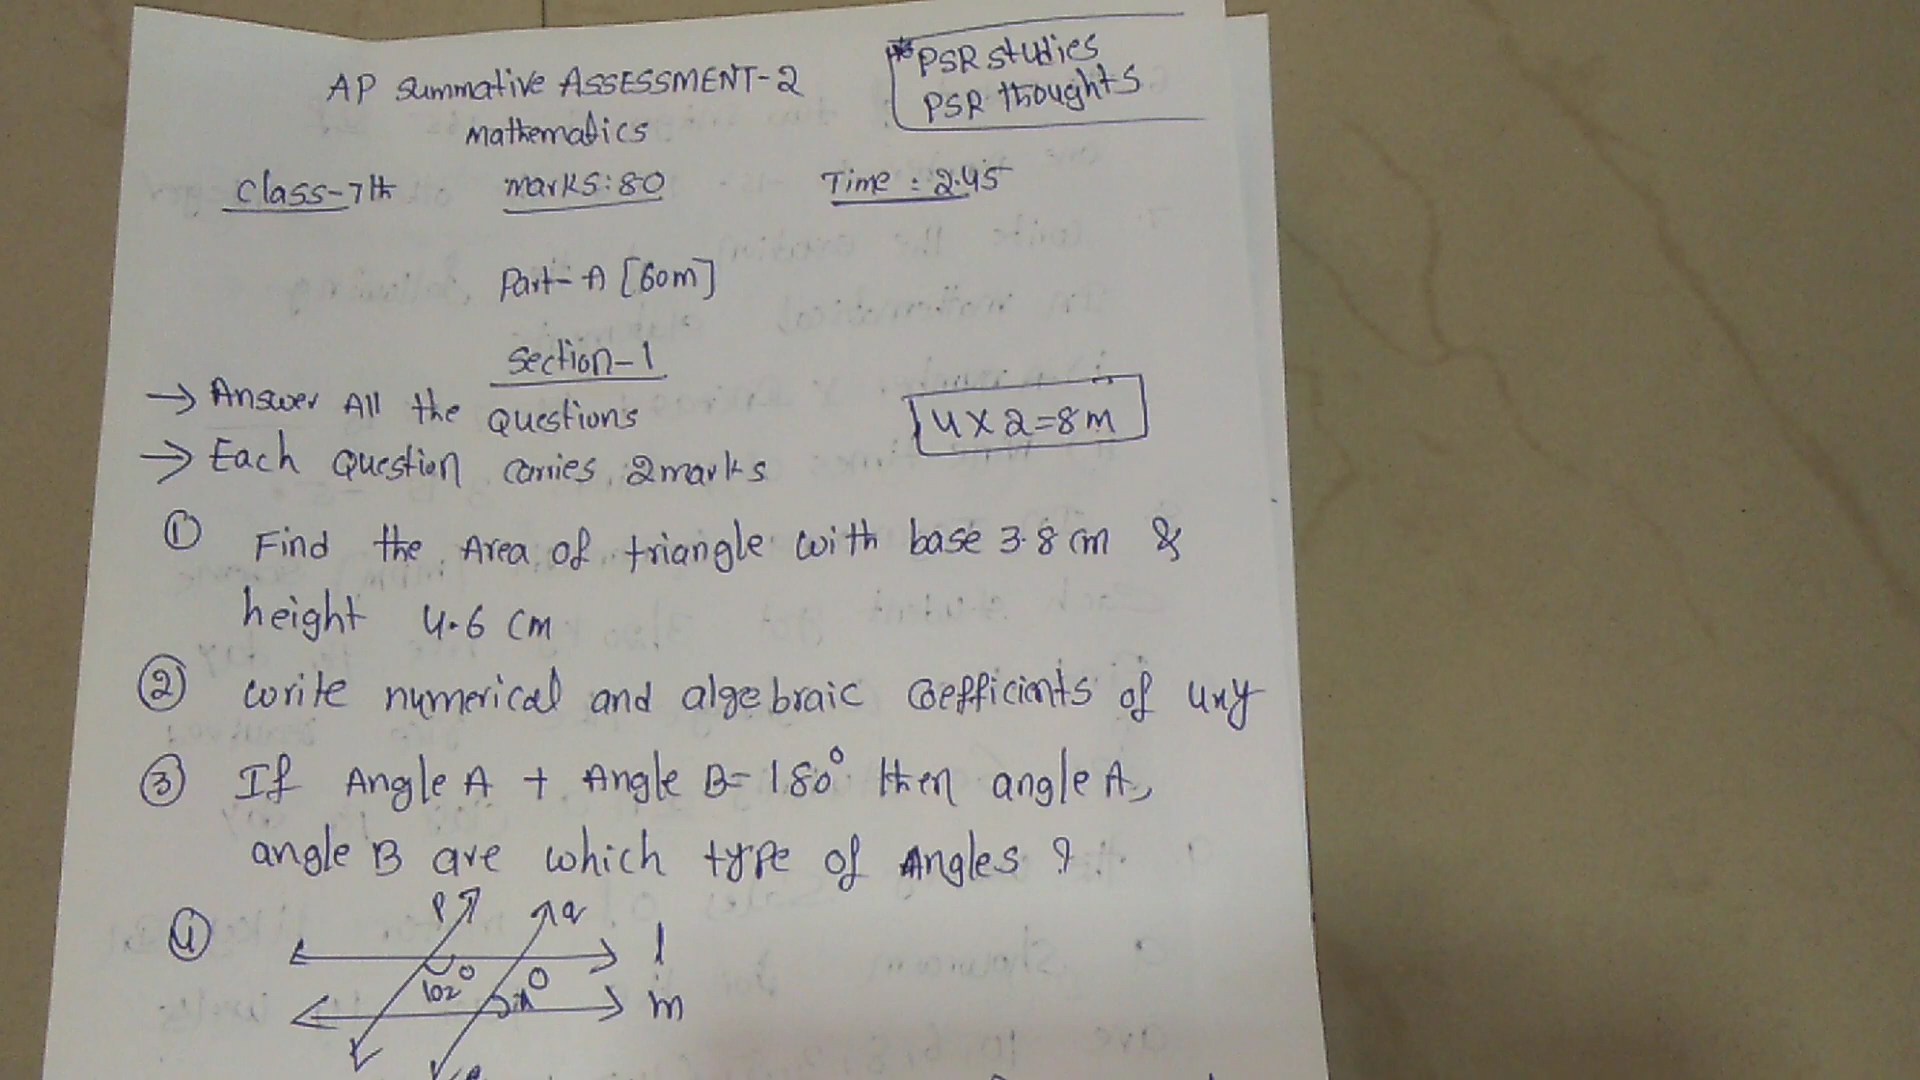 AP Summative ASSESSMENT-2
* PSR studies
PSR thoughts
Mathematics
Class-7th marks:80 Time : 2.45
Part-A [60m]
Section-1
→ Answer All the Questions
4 X 2=8m
→ Each Question carries 2marks
① Find the Area of triangle with base 3.8 cm &
height 4.6 cm
② Write numerical and algebraic Coefficients of 4xy
③ If Angle A + Angle B=180° then angle A,
angle B are which type of Angles ?
④
P q
l
102° x°
m